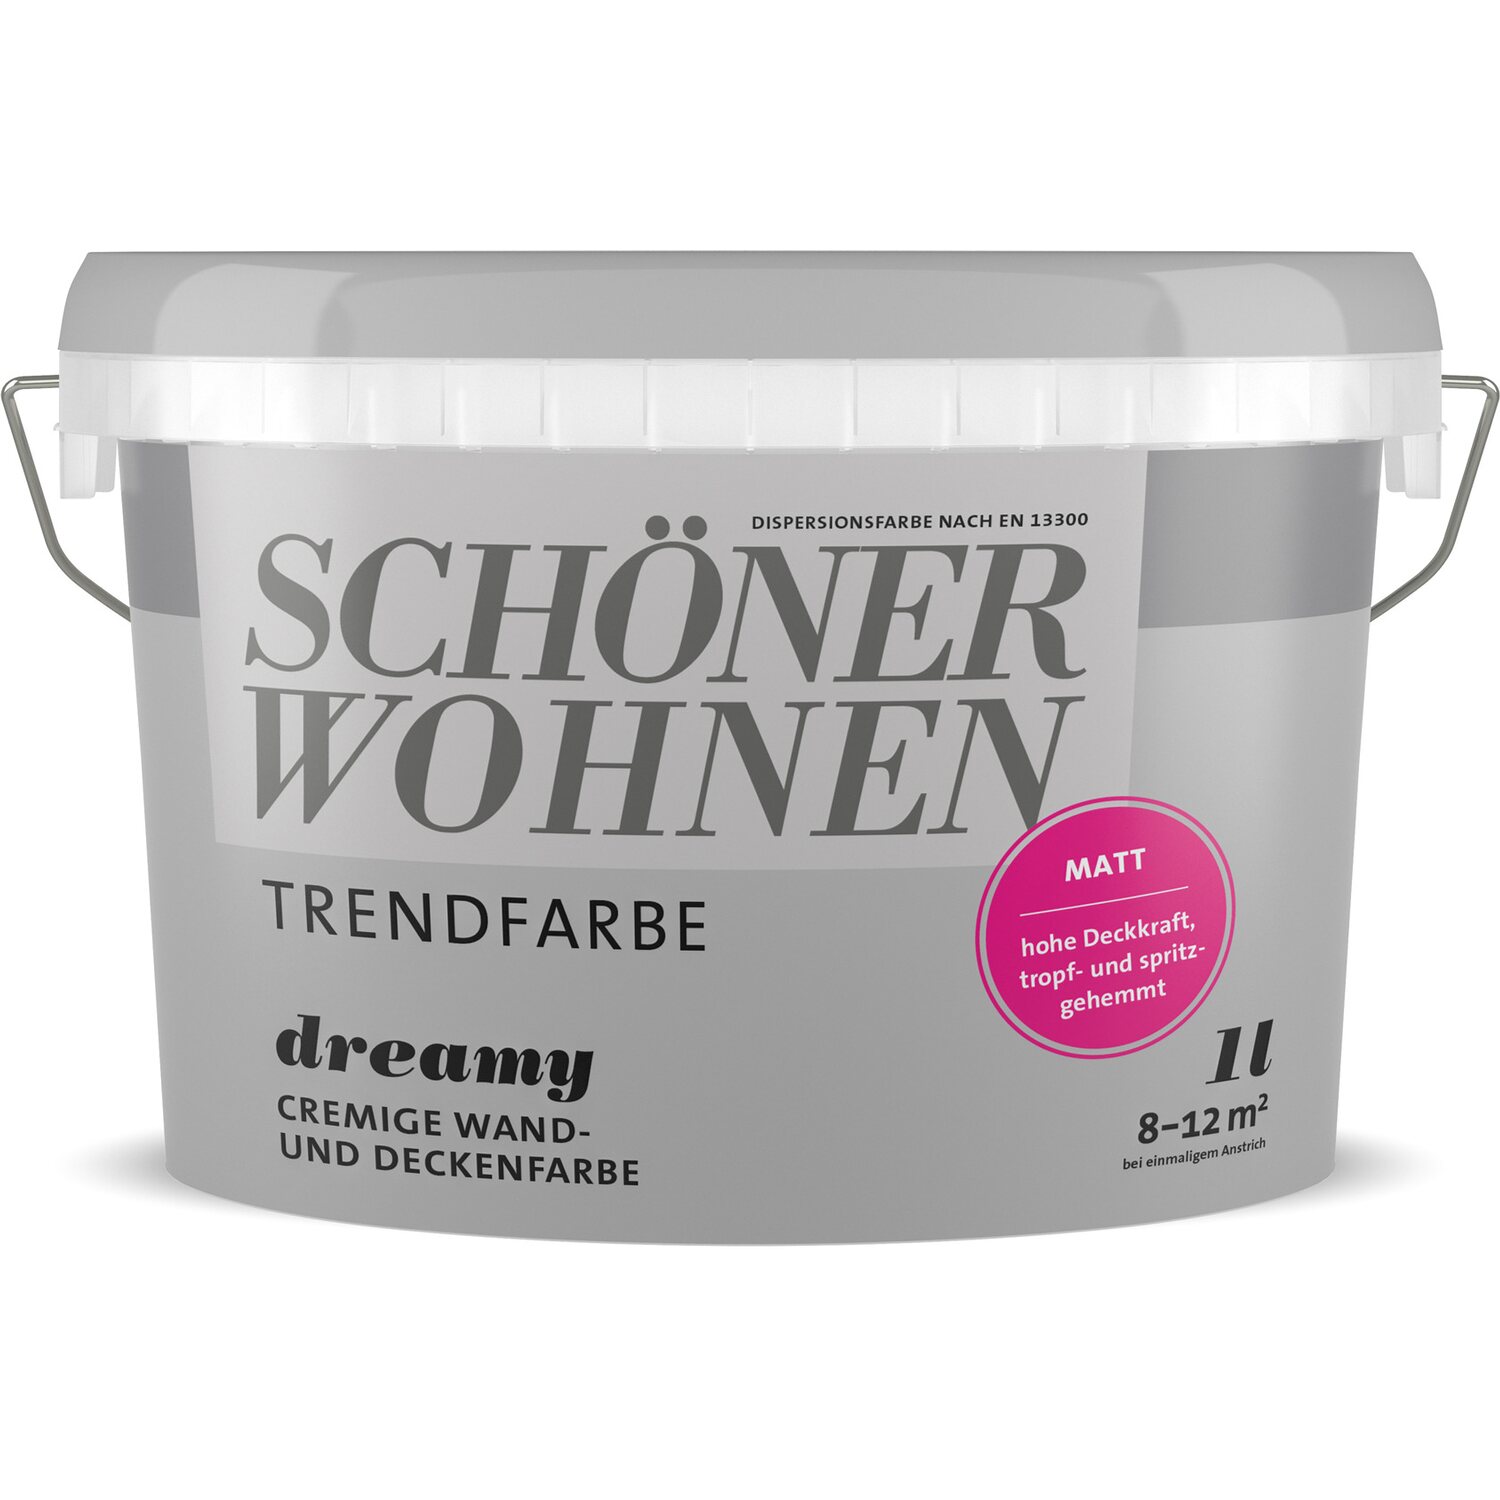 DISPERSIONSFARBE NACH EN 13300
SCHÖNER
WOHNEN
TRENDFARBE
MATT
hohe Deckkraft,
tropf- und spritz-
gehemmt
dreamy
CREMIGE WAND-
UND DECKENFARBE
1l
8–12 m²
bei einmaligem Anstrich